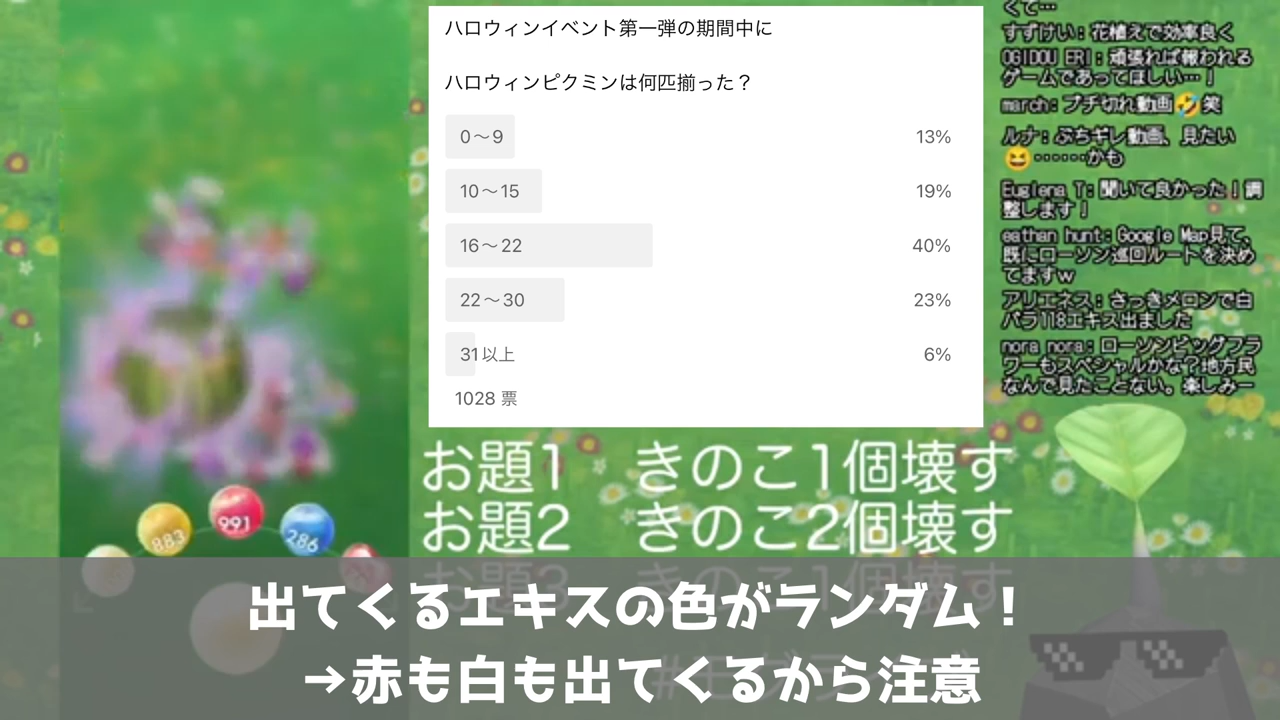 ハロウィンイベント第一弾の期間中に
ハロウィンピクミンは何匹揃った？
0〜9 13%
10〜15 19%
16〜22 40%
22〜30 23%
31以上 6%
1028 票
くて…
すずけい：花植えで効率良く
OGIDOU ERI：頑張れば報われる
ゲームであってほしい…！
march：ブチ切れ動画🤣笑
ルナ：ぶちギレ動画、見たい
😆……かも
Euglena T：聞いて良かった！調
整します！
eathan hunt：Google Map見て、
既にローソン巡回ルートを決め
てますw
アリエネス：さっきメロンで白
バラ118エキス出ました
nora nora：ローソンビッグフラ
ワーもスペシャルかな？地方民
なんで見たことない。楽しみー
お題1 きのこ1個壊す
お題2 きのこ2個壊す
お題3 きのこ1個壊す
883
991
286
出てくるエキスの色がランダム！
→赤も白も出てくるから注意